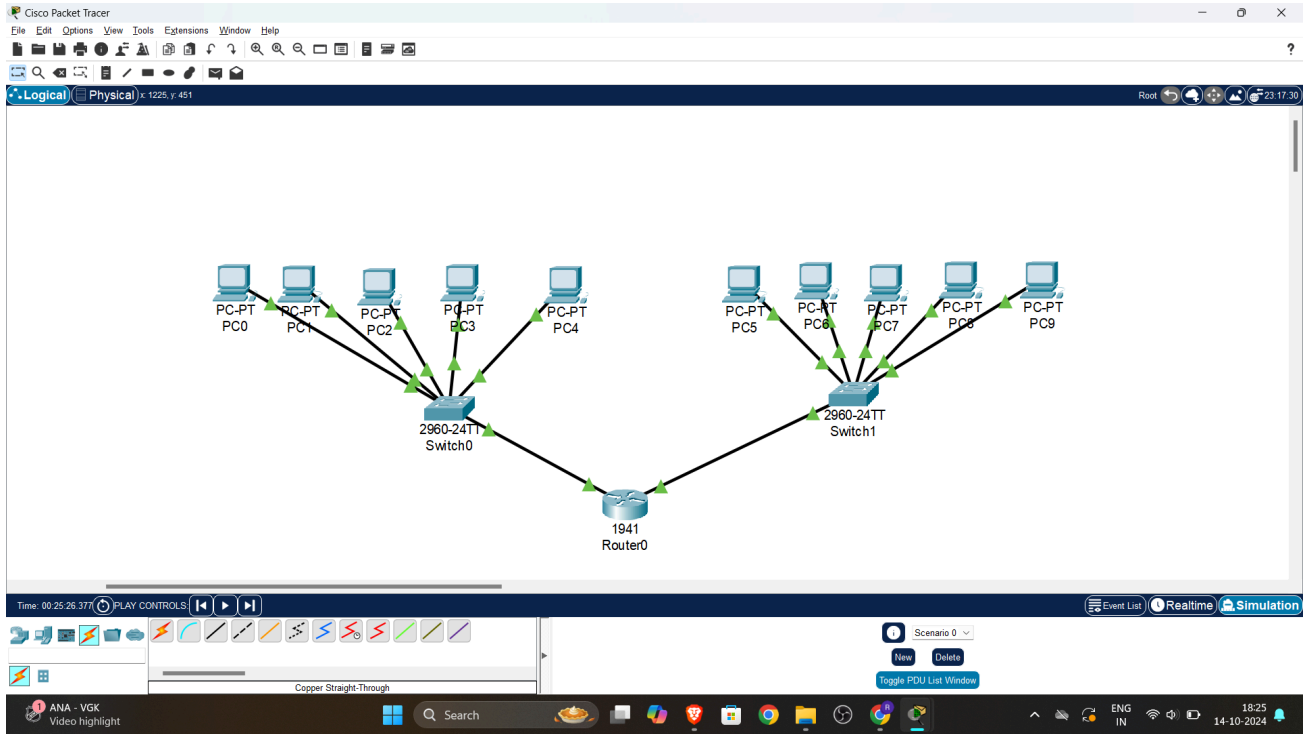 Cisco Packet Tracer
File Edit Options View Tools Extensions Window Help
?
Logical Physical x: 1225, y: 451 Root 23:17:30
PC-PT PC-PT PC-PT PC-PT PC-PT PC-PT PC-PT PC-PT PC-PT PC-PT
PC0 PC1 PC2 PC3 PC4 PC5 PC6 PC7 PC8 PC9
2960-24TT 2960-24TT
Switch0 Switch1
1941
Router0
Time: 00:25:26.377 PLAY CONTROLS: Event List Realtime Simulation
Scenario 0
New Delete
Toggle PDU List Window
Copper Straight-Through
1 ANA - VGK
Video highlight
Search
R
ENG
IN
18:25
14-10-2024